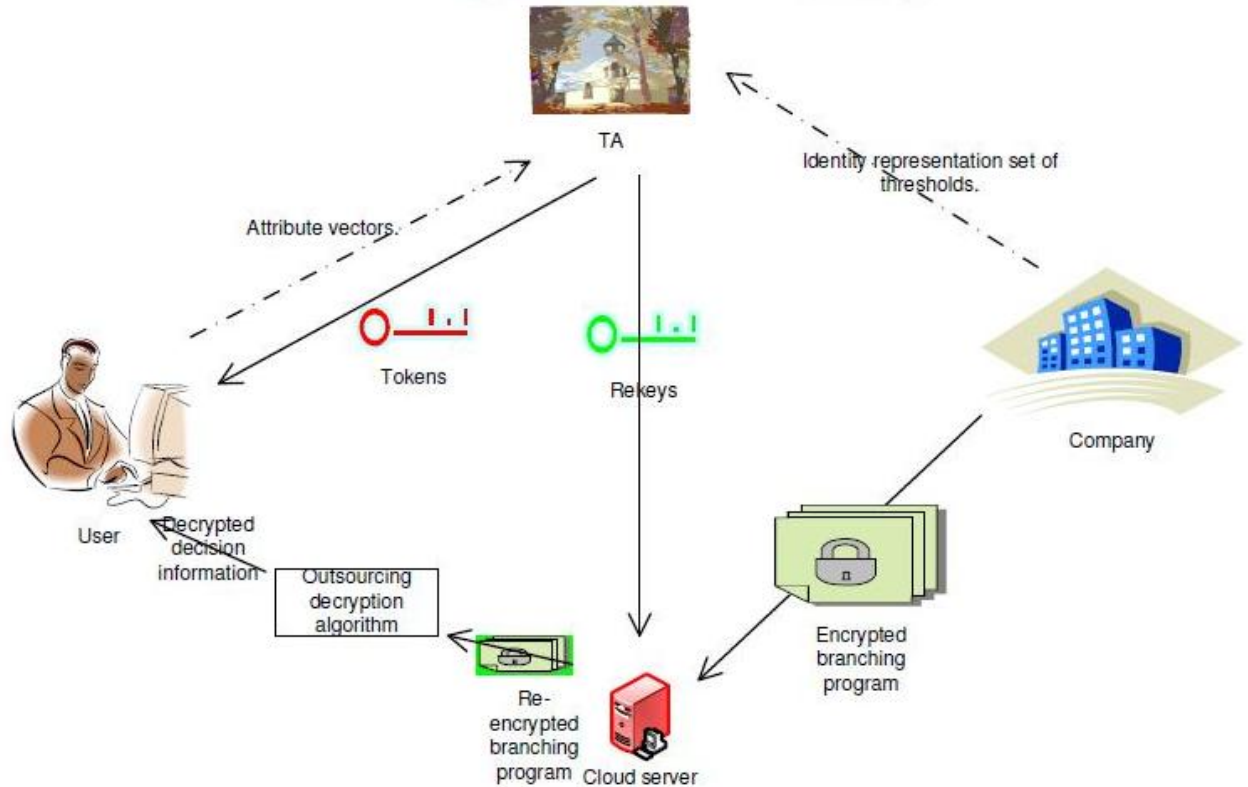 TA
Identity representation set of
thresholds.
Attribute vectors.
Tokens
Rekeys
Company
User
Decrypted
decision
information
Outsourcing
decryption
algorithm
Encrypted
branching
program
Re-
encrypted
branching
program
Cloud server